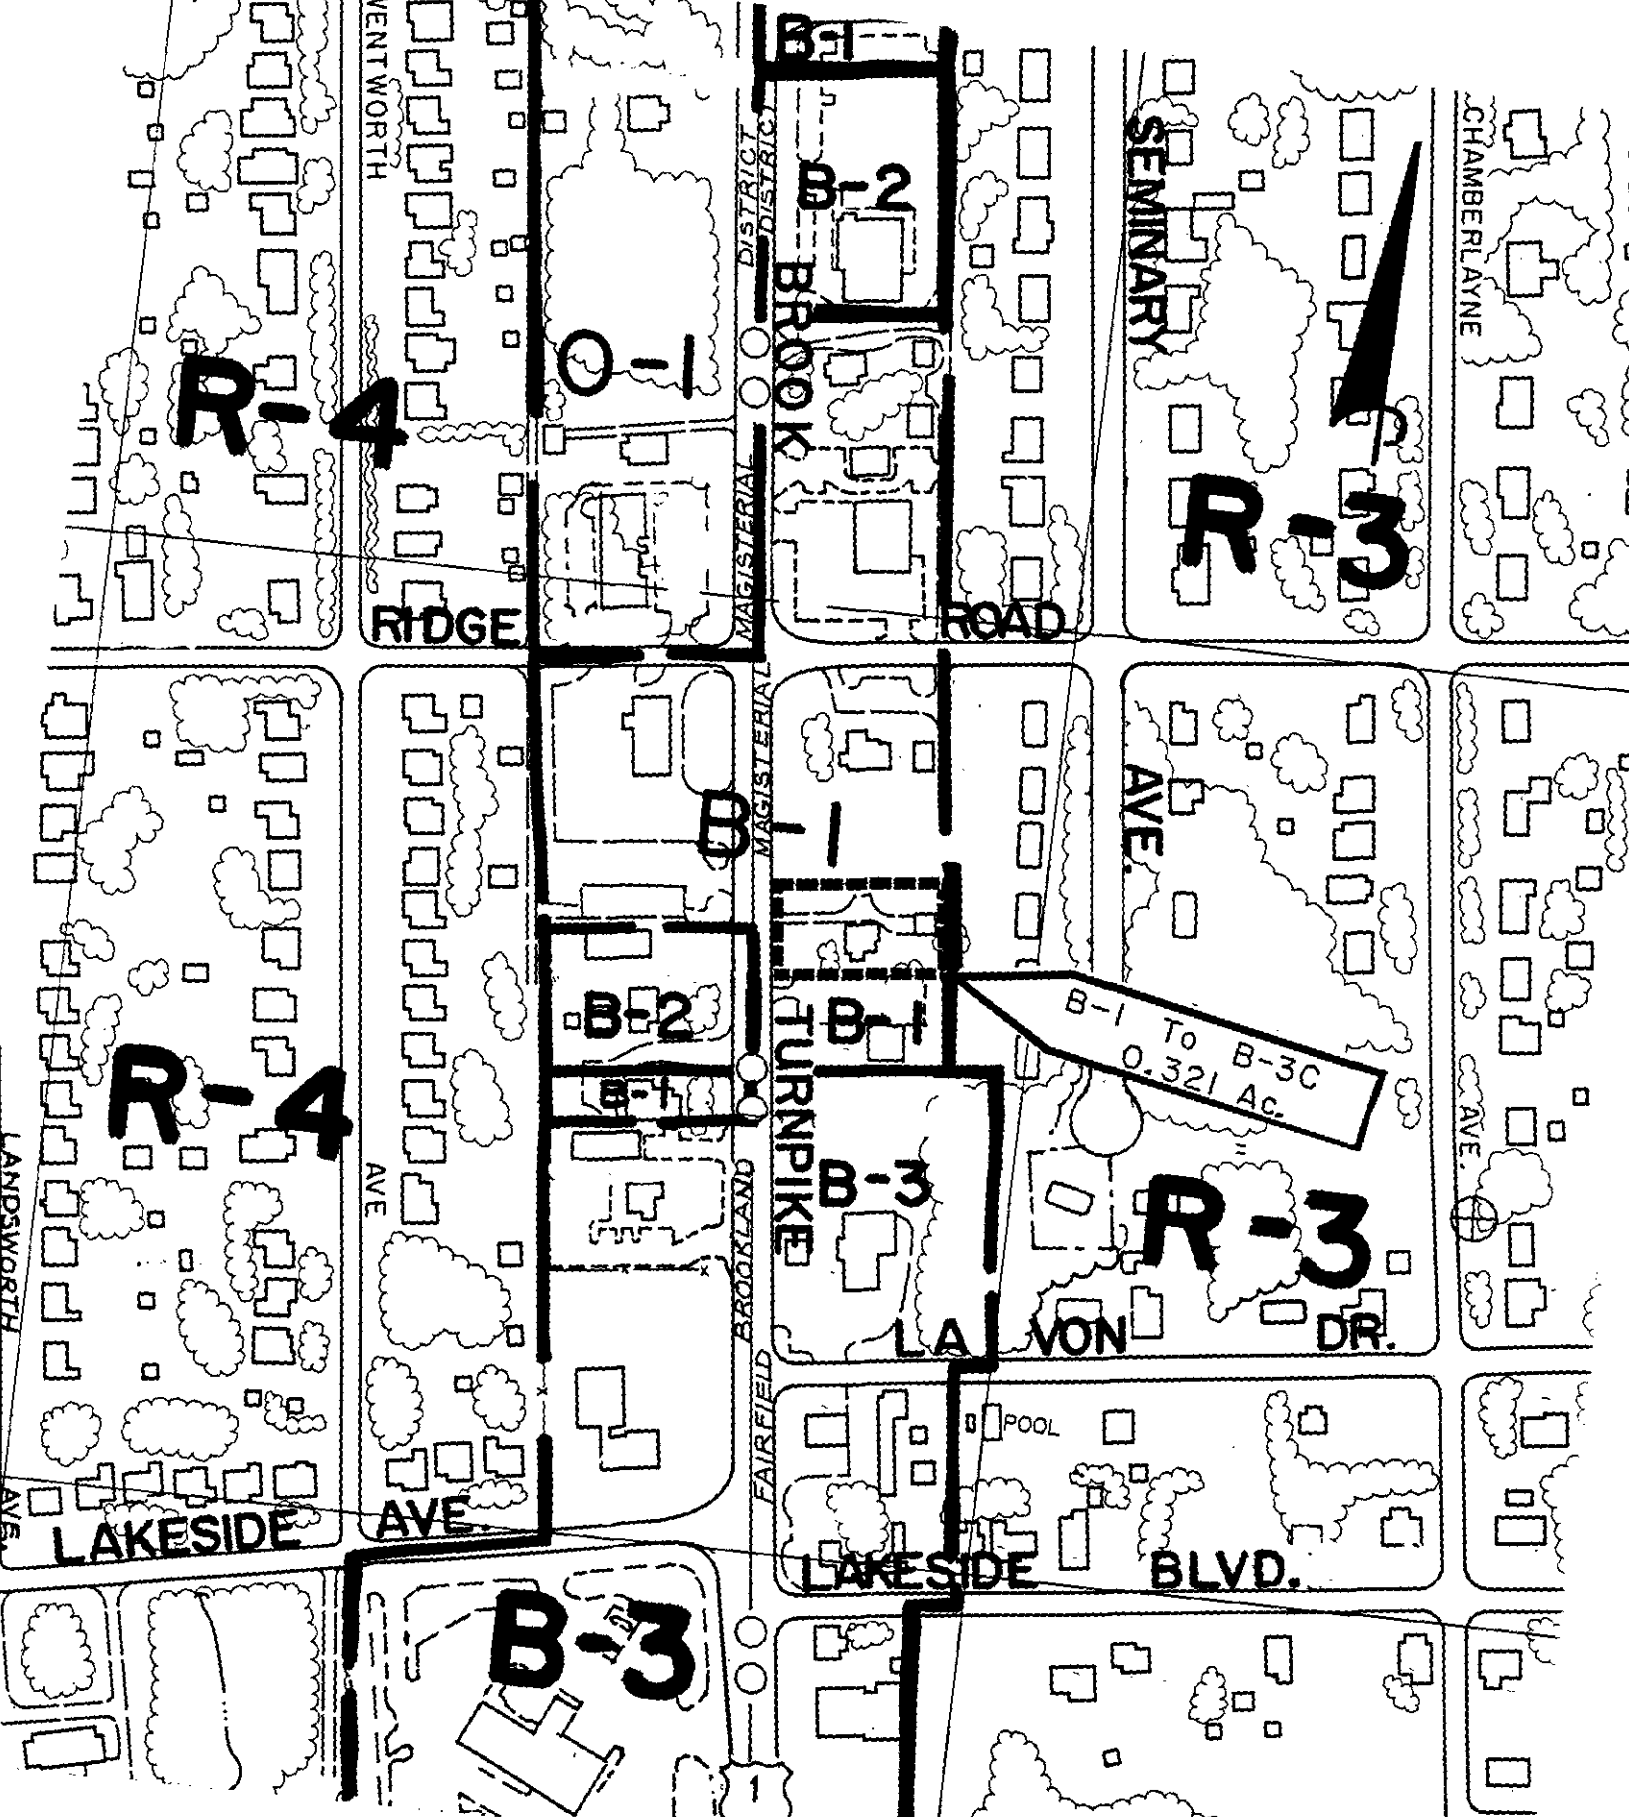 B-1
WENTWORTH
DISTRICT
DISTRICT
B-2
SEMINARY
CHAMBERLAYNE
BROOK
O-1
R-4
R-3
MAGISTERIAL
RIDGE
ROAD
MAGISTERIAL
B-1
AVE.
B-2
B-1
B-1 To B-3C
0.321 Ac.
TURNPIKE
R-4
B-1
AVE.
LANDSWORTH
AVE
BROOKLAND
B-3
R-3
LA VON DR.
FAIRFIELD
POOL
AVE.
LAKESIDE AVE.
LAKESIDE BLVD.
B-3
1